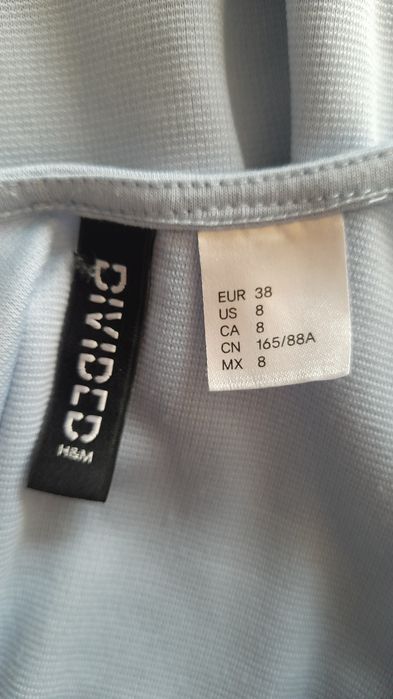 DIVIDED
H&M
EUR 38
US 8
CA 8
CN 165/88A
MX 8